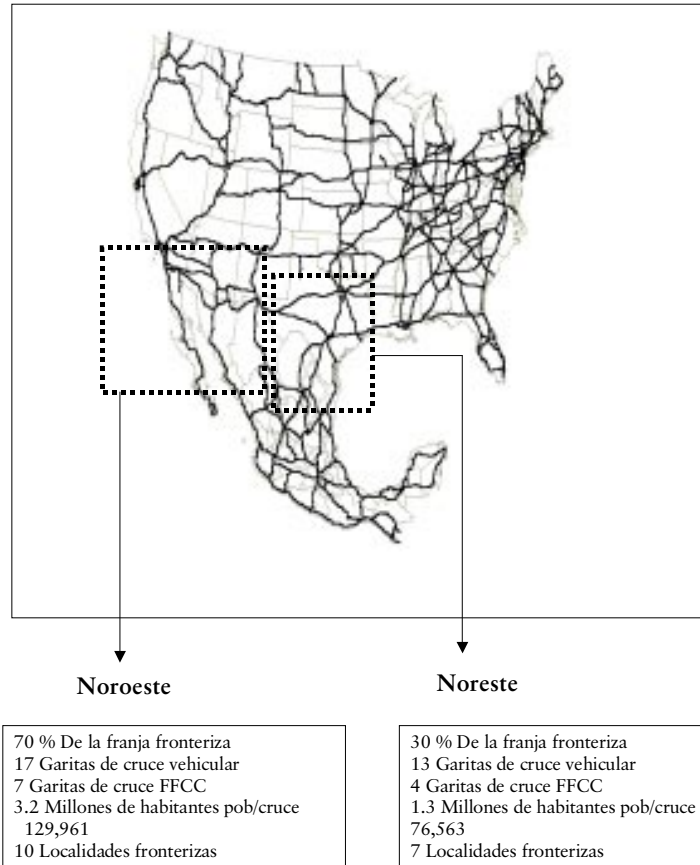 Noroeste
70 % De la franja fronteriza
17 Garitas de cruce vehicular
7 Garitas de cruce FFCC
3.2 Millones de habitantes pob/cruce
129,961
10 Localidades fronterizas
Noreste
30 % De la franja fronteriza
13 Garitas de cruce vehicular
4 Garitas de cruce FFCC
1.3 Millones de habitantes pob/cruce
76,563
7 Localidades fronterizas